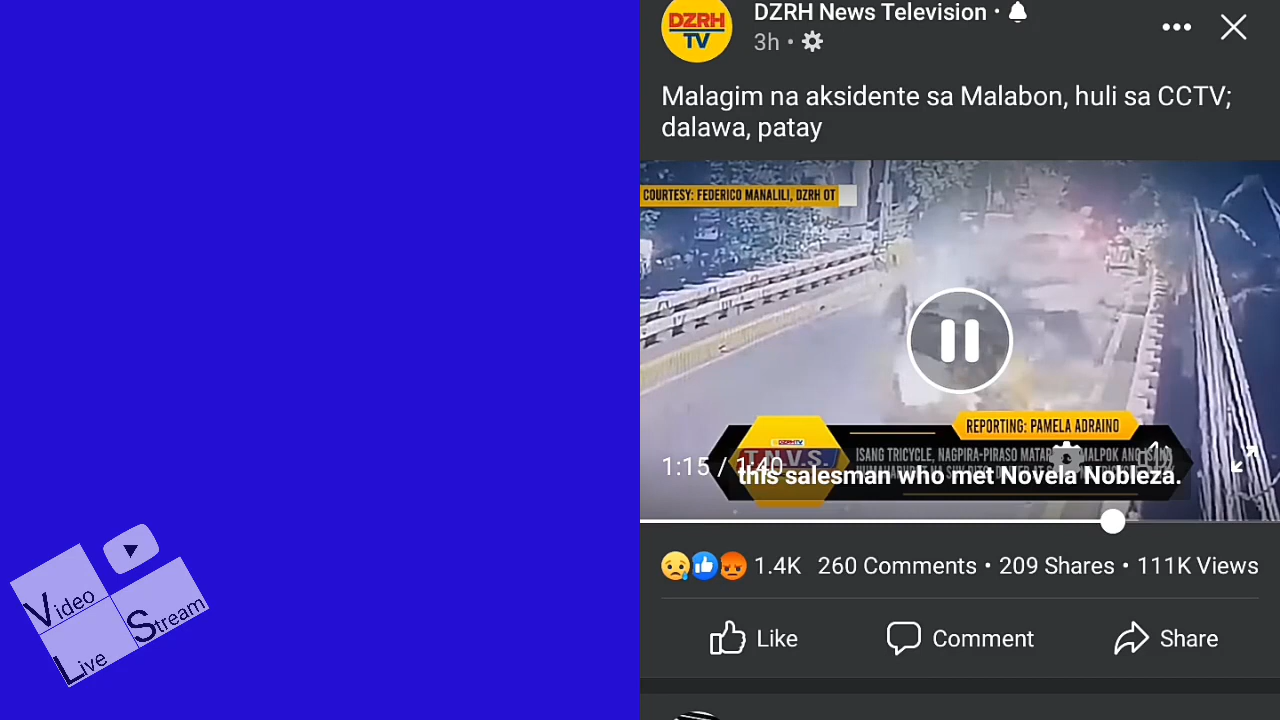 Video
Live
Stream
DZRH
TV
DZRH News Television •
3h •
Malagim na aksidente sa Malabon, huli sa CCTV;
dalawa, patay
COURTESY: FEDERICO MANALILI, DZRH OT
REPORTING: PAMELA ADRAINO
DZRHTV
T.N.V.S.
ISANG TRICYCLE, NAGPIRA-PIRASO
1:15 / 1:40
this salesman who met Novela Nobleza.
1.4K 260 Comments • 209 Shares • 111K Views
Like Comment Share